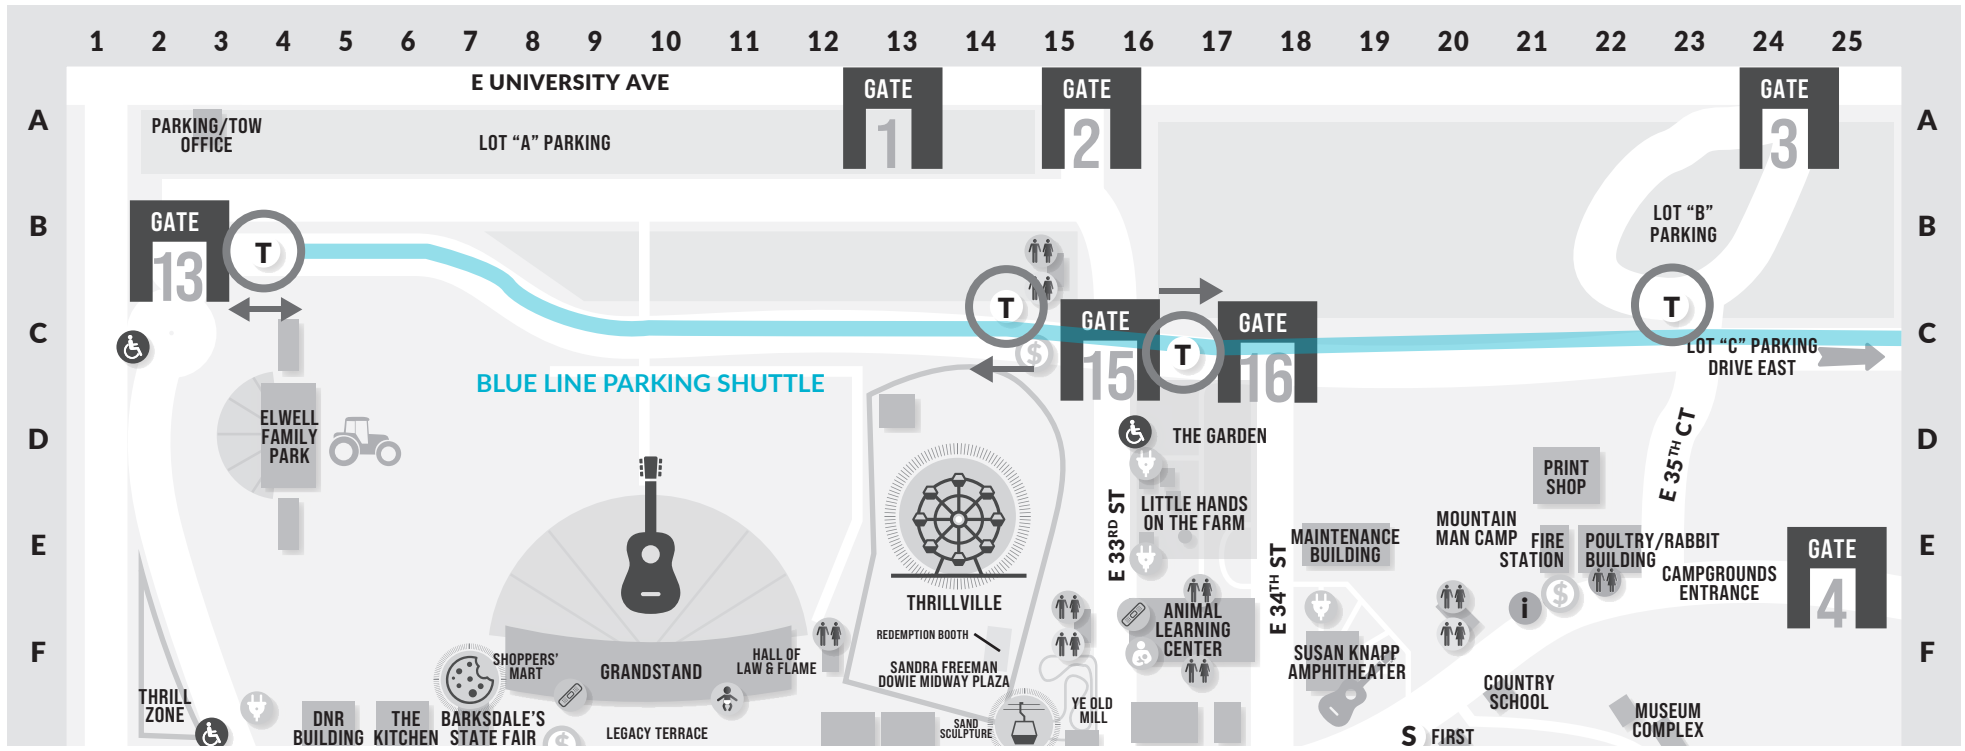 1 2 3 4 5 6 7 8 9 10 11 12 13 14 15 16 17 18 19 20 21 22 23 24 25
E UNIVERSITY AVE
GATE
1
GATE
2
GATE
3
A
A
PARKING/TOW
OFFICE
LOT “A” PARKING
B
B
GATE
13
T
LOT “B”
PARKING
T
T
GATE
15
T
GATE
16
C
C
$
LOT “C” PARKING
DRIVE EAST
BLUE LINE PARKING SHUTTLE
D
D
ELWELL
FAMILY
PARK
THE GARDEN
E 35TH CT
PRINT
SHOP
E 33RD ST
LITTLE HANDS
ON THE FARM
E
E
E 34TH ST
MAINTENANCE
BUILDING
MOUNTAIN
MAN CAMP
FIRE
STATION
POULTRY/RABBIT
BUILDING
CAMPGROUNDS
ENTRANCE
GATE
4
i
$
THRILLVILLE
REDEMPTION BOOTH
ANIMAL
LEARNING
CENTER
F
F
SHOPPERS’
MART
GRANDSTAND
HALL OF
LAW & FLAME
SANDRA FREEMAN
DOWIE MIDWAY PLAZA
SUSAN KNAPP
AMPHITHEATER
THRILL
ZONE
DNR
BUILDING
THE
KITCHEN
BARKSDALE’S
STATE FAIR
$
LEGACY TERRACE
SAND
SCULPTURE
YE OLD
MILL
COUNTRY
SCHOOL
MUSEUM
COMPLEX
S
FIRST